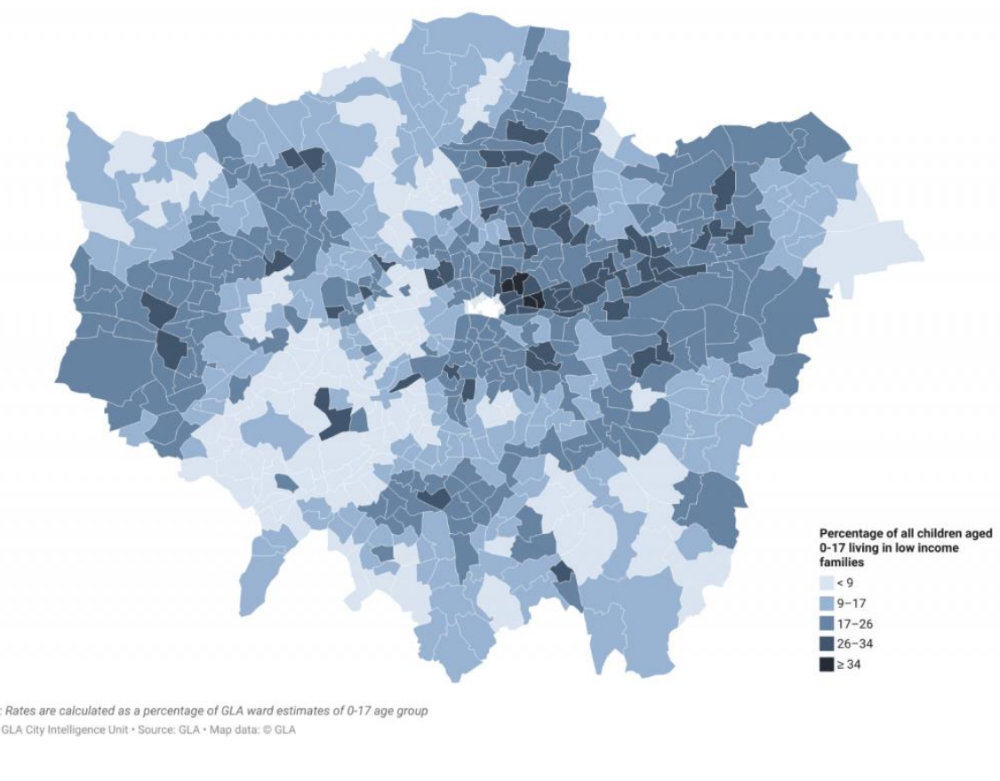 Percentage of all children aged
0-17 living in low income
families
< 9
9–17
17–26
26–34
≥ 34
: Rates are calculated as a percentage of GLA ward estimates of 0-17 age group
GLA City Intelligence Unit • Source: GLA • Map data: © GLA